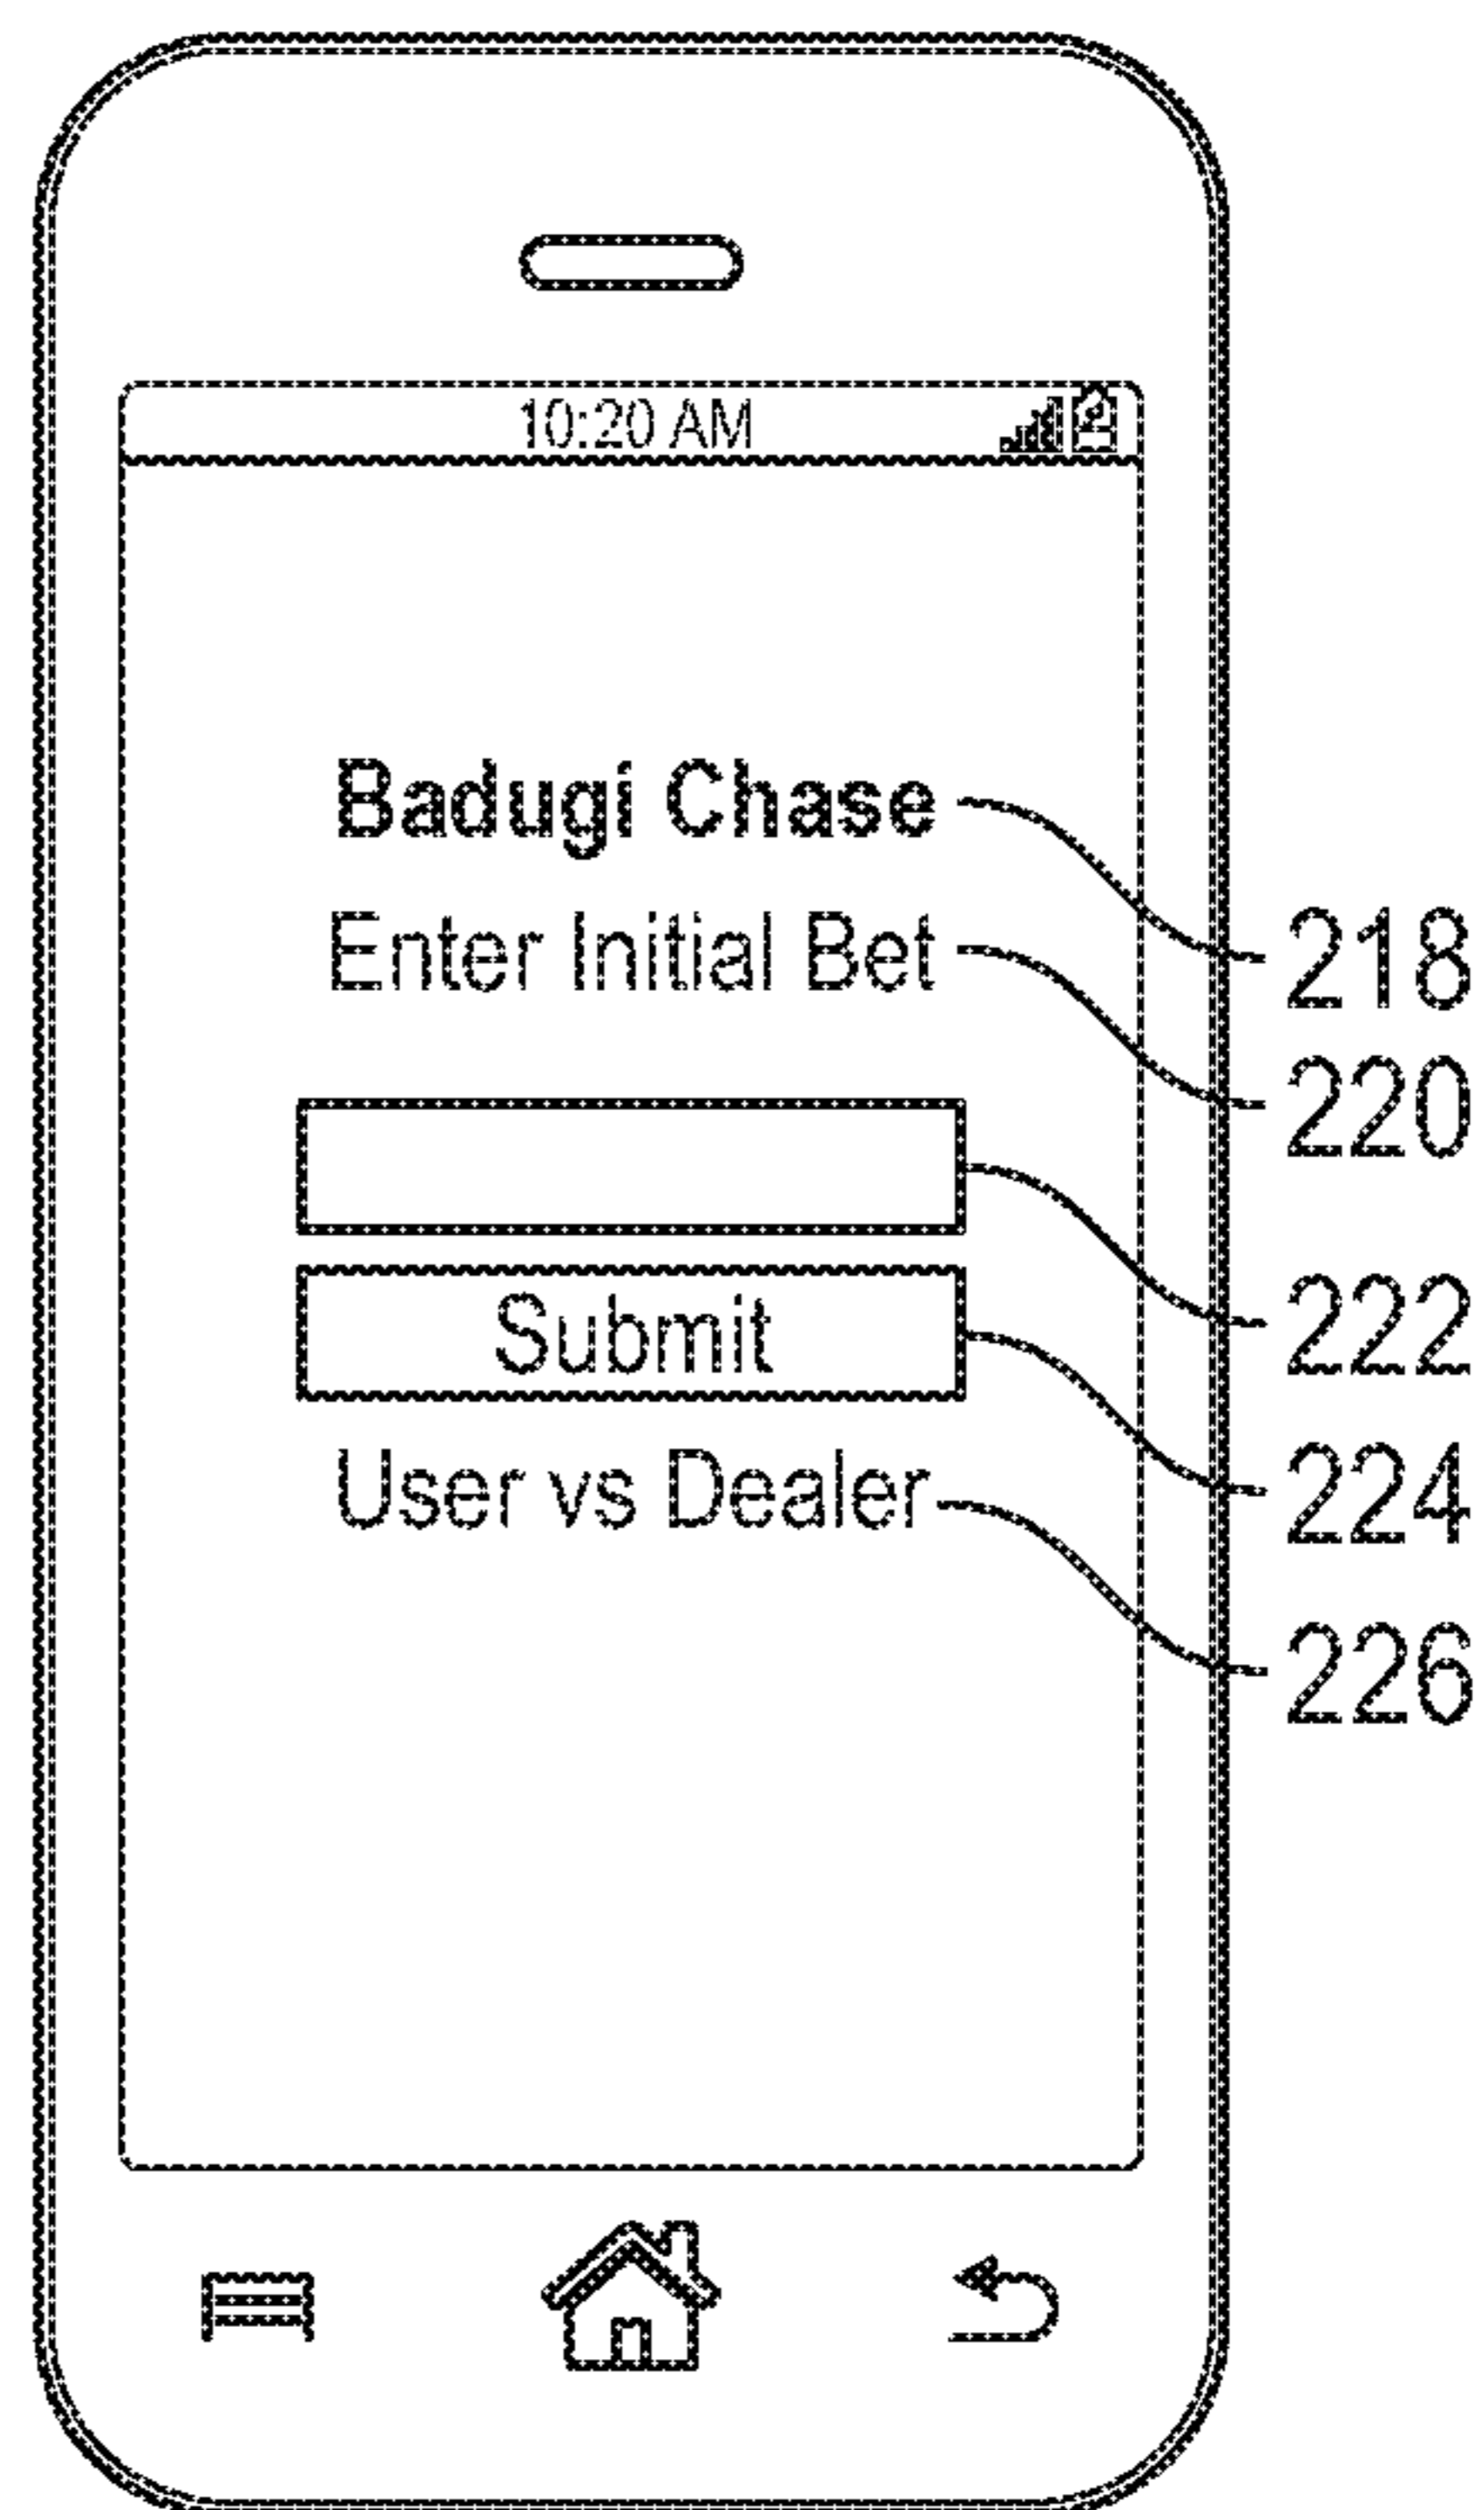 10:20 AM
Badugi Chase
218
Enter Initial Bet
220
222
Submit
224
User vs Dealer
226